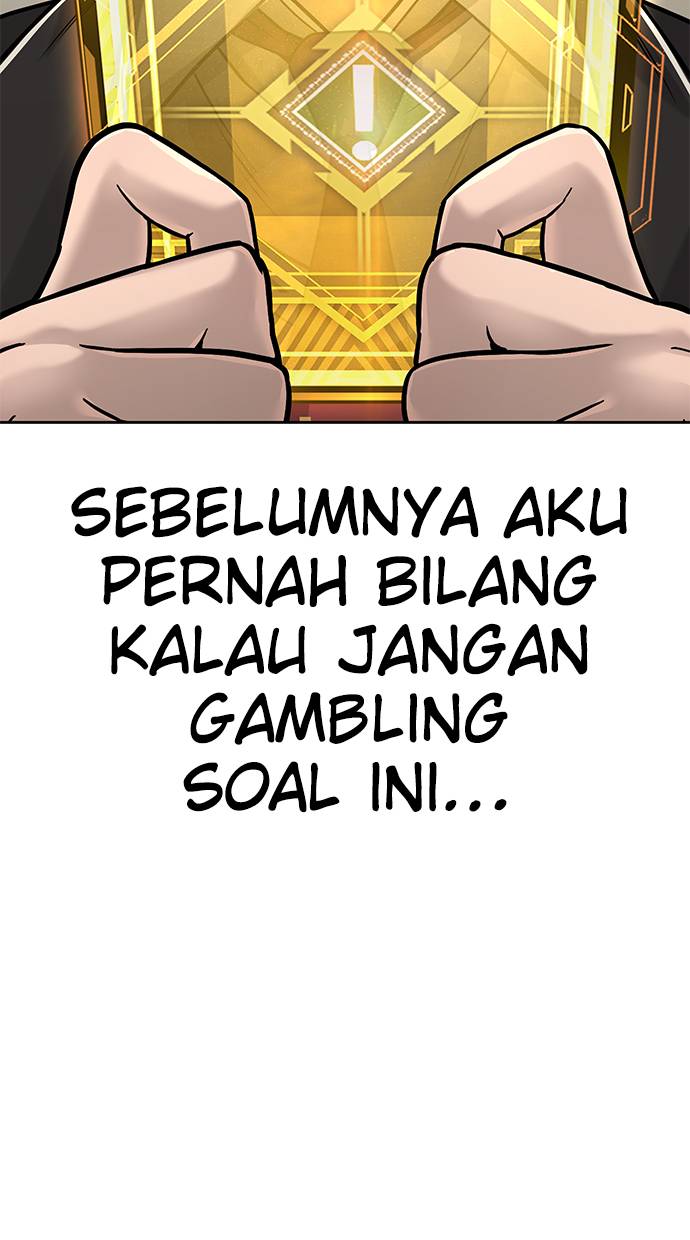 !
SEBELUMNYA AKU
PERNAH BILANG
KALAU JANGAN
GAMBLING
SOAL INI...